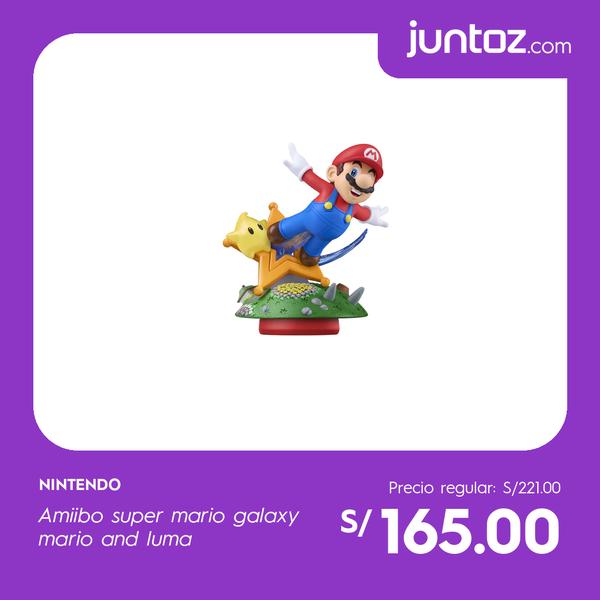 juntoz.com
M
NINTENDO
Amiibo super mario galaxy
mario and luma
Precio regular: S/221.00
S/165.00